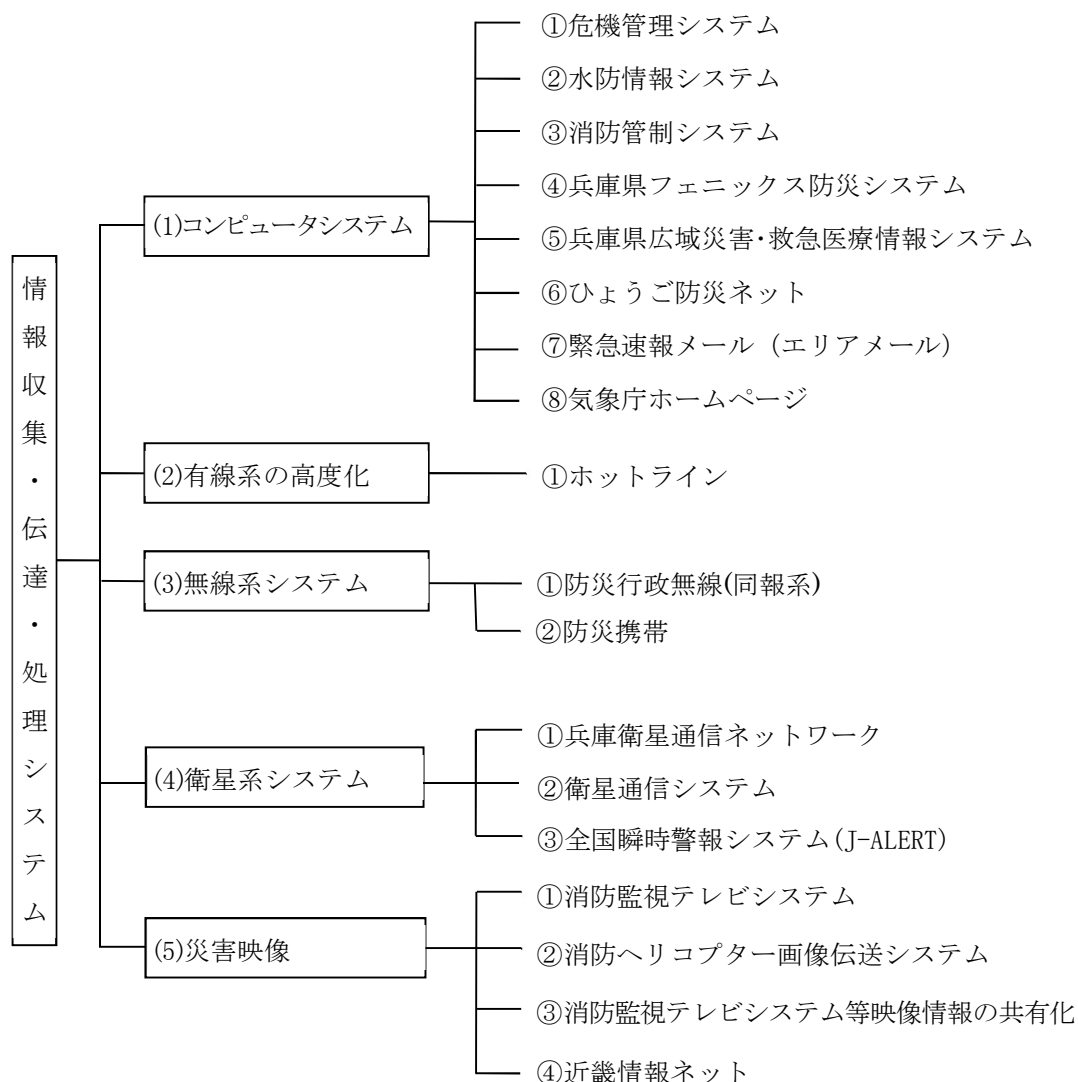 情報収集・伝達・処理システム
(1)コンピュータシステム
①危機管理システム
②水防情報システム
③消防管制システム
④兵庫県フェニックス防災システム
⑤兵庫県広域災害・救急医療情報システム
⑥ひょうご防災ネット
⑦緊急速報メール（エリアメール）
⑧気象庁ホームページ
(2)有線系の高度化
①ホットライン
(3)無線系システム
①防災行政無線(同報系)
②防災携帯
(4)衛星系システム
①兵庫衛星通信ネットワーク
②衛星通信システム
③全国瞬時警報システム(J-ALERT)
(5)災害映像
①消防監視テレビシステム
②消防ヘリコプター画像伝送システム
③消防監視テレビシステム等映像情報の共有化
④近畿情報ネット